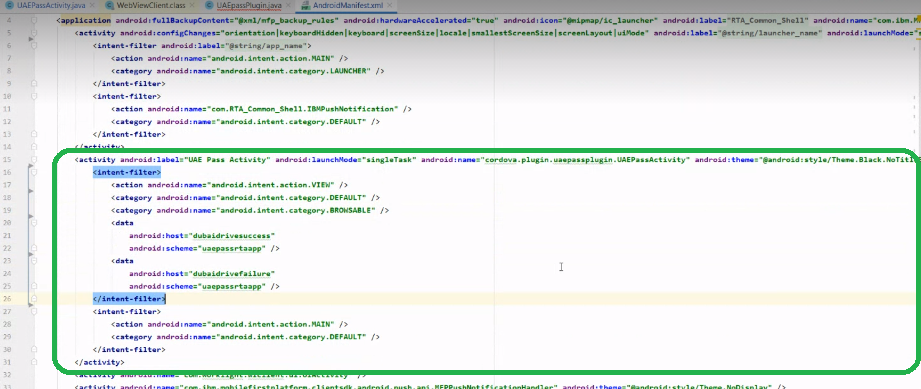 UAEPassActivity.java × WebViewClient.class × UAEpassPlugin.java × AndroidManifest.xml ×
4 <application android:fullBackupContent="@xml/mfp_backup_rules" android:hardwareAccelerated="true" android:icon="@mipmap/ic_launcher" android:label="RTA_Common_Shell" android:name="com.ibm.M
5 <activity android:configChanges="orientation|keyboardHidden|keyboard|screenSize|locale|smallestScreenSize|screenLayout|uiMode" android:label="@string/launcher_name" android:launchMode="s
6 <intent-filter android:label="@string/app_name">
7 <action android:name="android.intent.action.MAIN" />
8 <category android:name="android.intent.category.LAUNCHER" />
9 </intent-filter>
10 <intent-filter>
11 <action android:name="com.RTA_Common_Shell.IBMPushNotification" />
12 <category android:name="android.intent.category.DEFAULT" />
13 </intent-filter>
14 </activity>
15 <activity android:label="UAE Pass Activity" android:launchMode="singleTask" android:name="cordova.plugin.uaepassplugin.UAEPassActivity" android:theme="@android:style/Theme.Black.NoTitl
16 <intent-filter>
17 <action android:name="android.intent.action.VIEW" />
18 <category android:name="android.intent.category.DEFAULT" />
19 <category android:name="android.intent.category.BROWSABLE" />
20 <data
21 android:host="dubaidrivesuccess"
22 android:scheme="uaepassrtaapp" />
23 <data
24 android:host="dubaidrivefailure"
25 android:scheme="uaepassrtaapp" />
26 </intent-filter>
27 <intent-filter>
28 <action android:name="android.intent.action.MAIN" />
29 <category android:name="android.intent.category.DEFAULT" />
30 </intent-filter>
31 </activity>
32 <activity android:name="com.worklight.wlclient.ui.UIActivity" />
33 <activity android:name="com.ibm.mobilefirstplatform.clientsdk.android.push.api.MFPPushNotificationHandler" android:theme="@android:style/Theme.NoDisplay" />